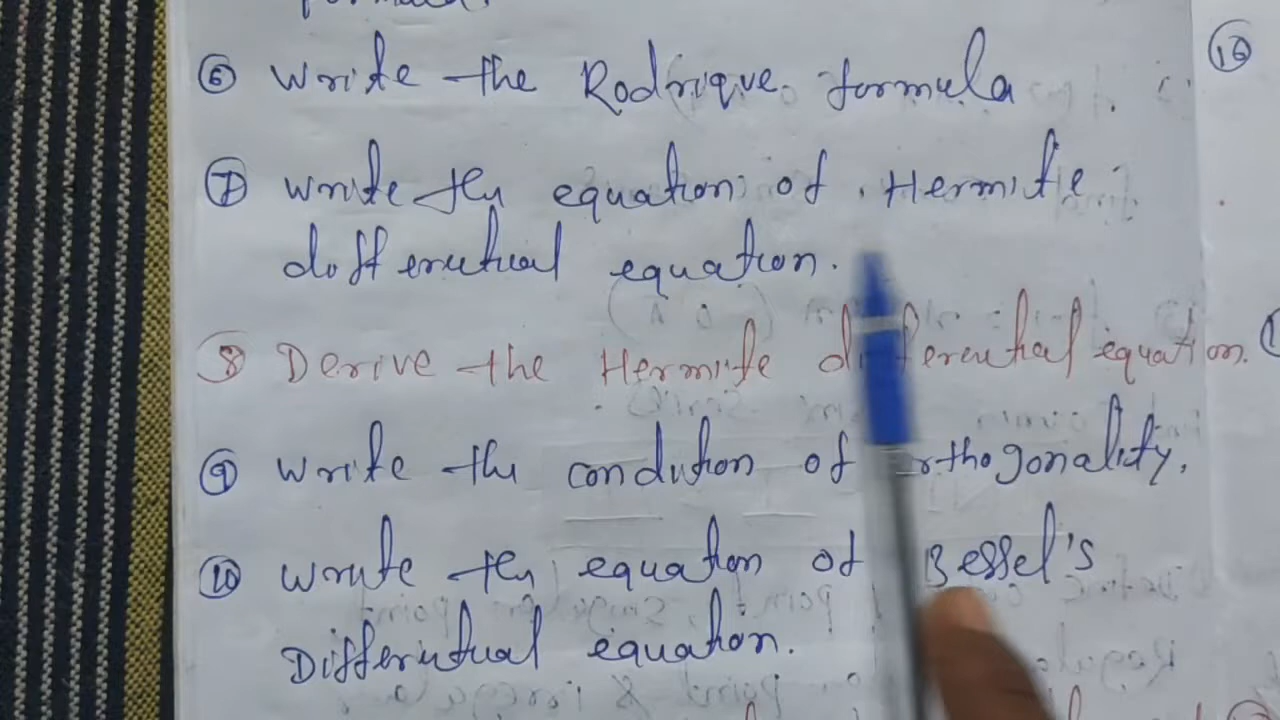 ⑥ Write the Rodrique formula
⑦ write the equation of Hermite
differential equation.
⑧ Derive the Hermite differential equation.
⑨ Write the condition of orthogonality.
⑩ Write the equation of Bessel's
Differential equation.
⑯